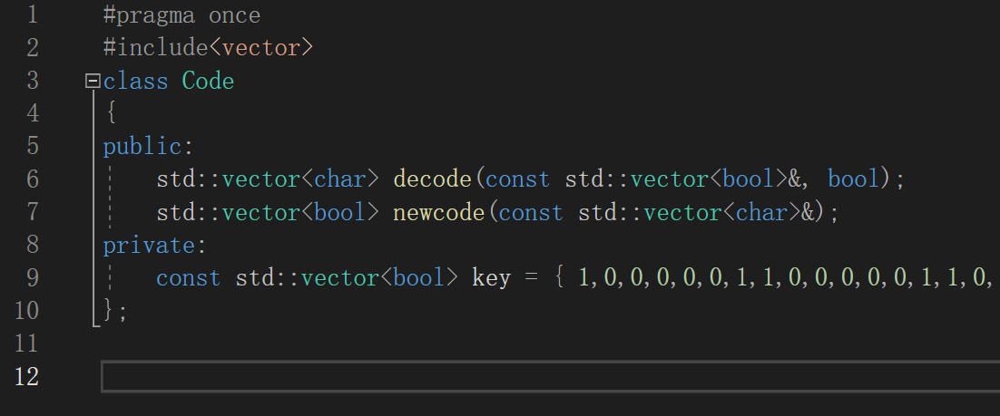 1 #pragma once
2 #include<vector>
3 class Code
4 {
5 public:
6 std::vector<char> decode(const std::vector<bool>&, bool);
7 std::vector<bool> newcode(const std::vector<char>&);
8 private:
9 const std::vector<bool> key = { 1,0,0,0,0,0,1,1,0,0,0,0,0,1,1,0,
10 };
11
12